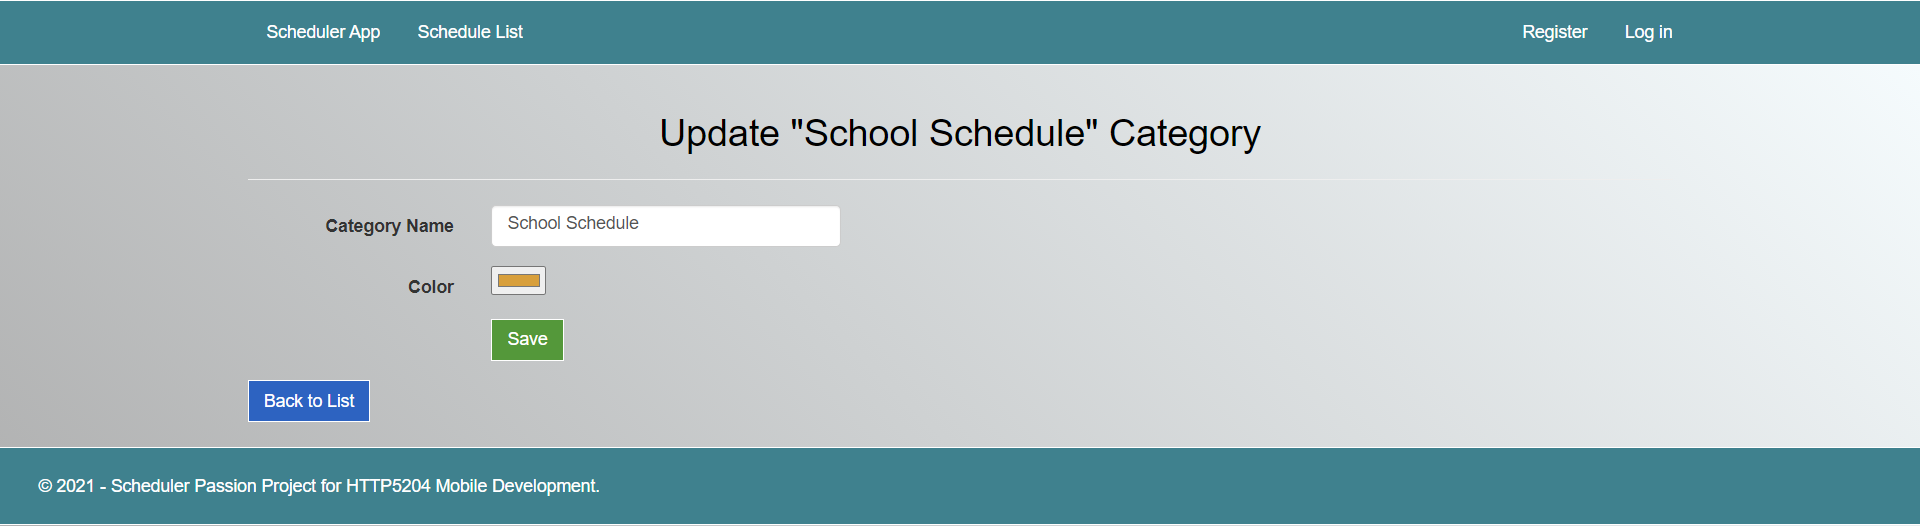 Scheduler App Schedule List Register Log in
Update "School Schedule" Category
Category Name School Schedule
Color
Save
Back to List
© 2021 - Scheduler Passion Project for HTTP5204 Mobile Development.